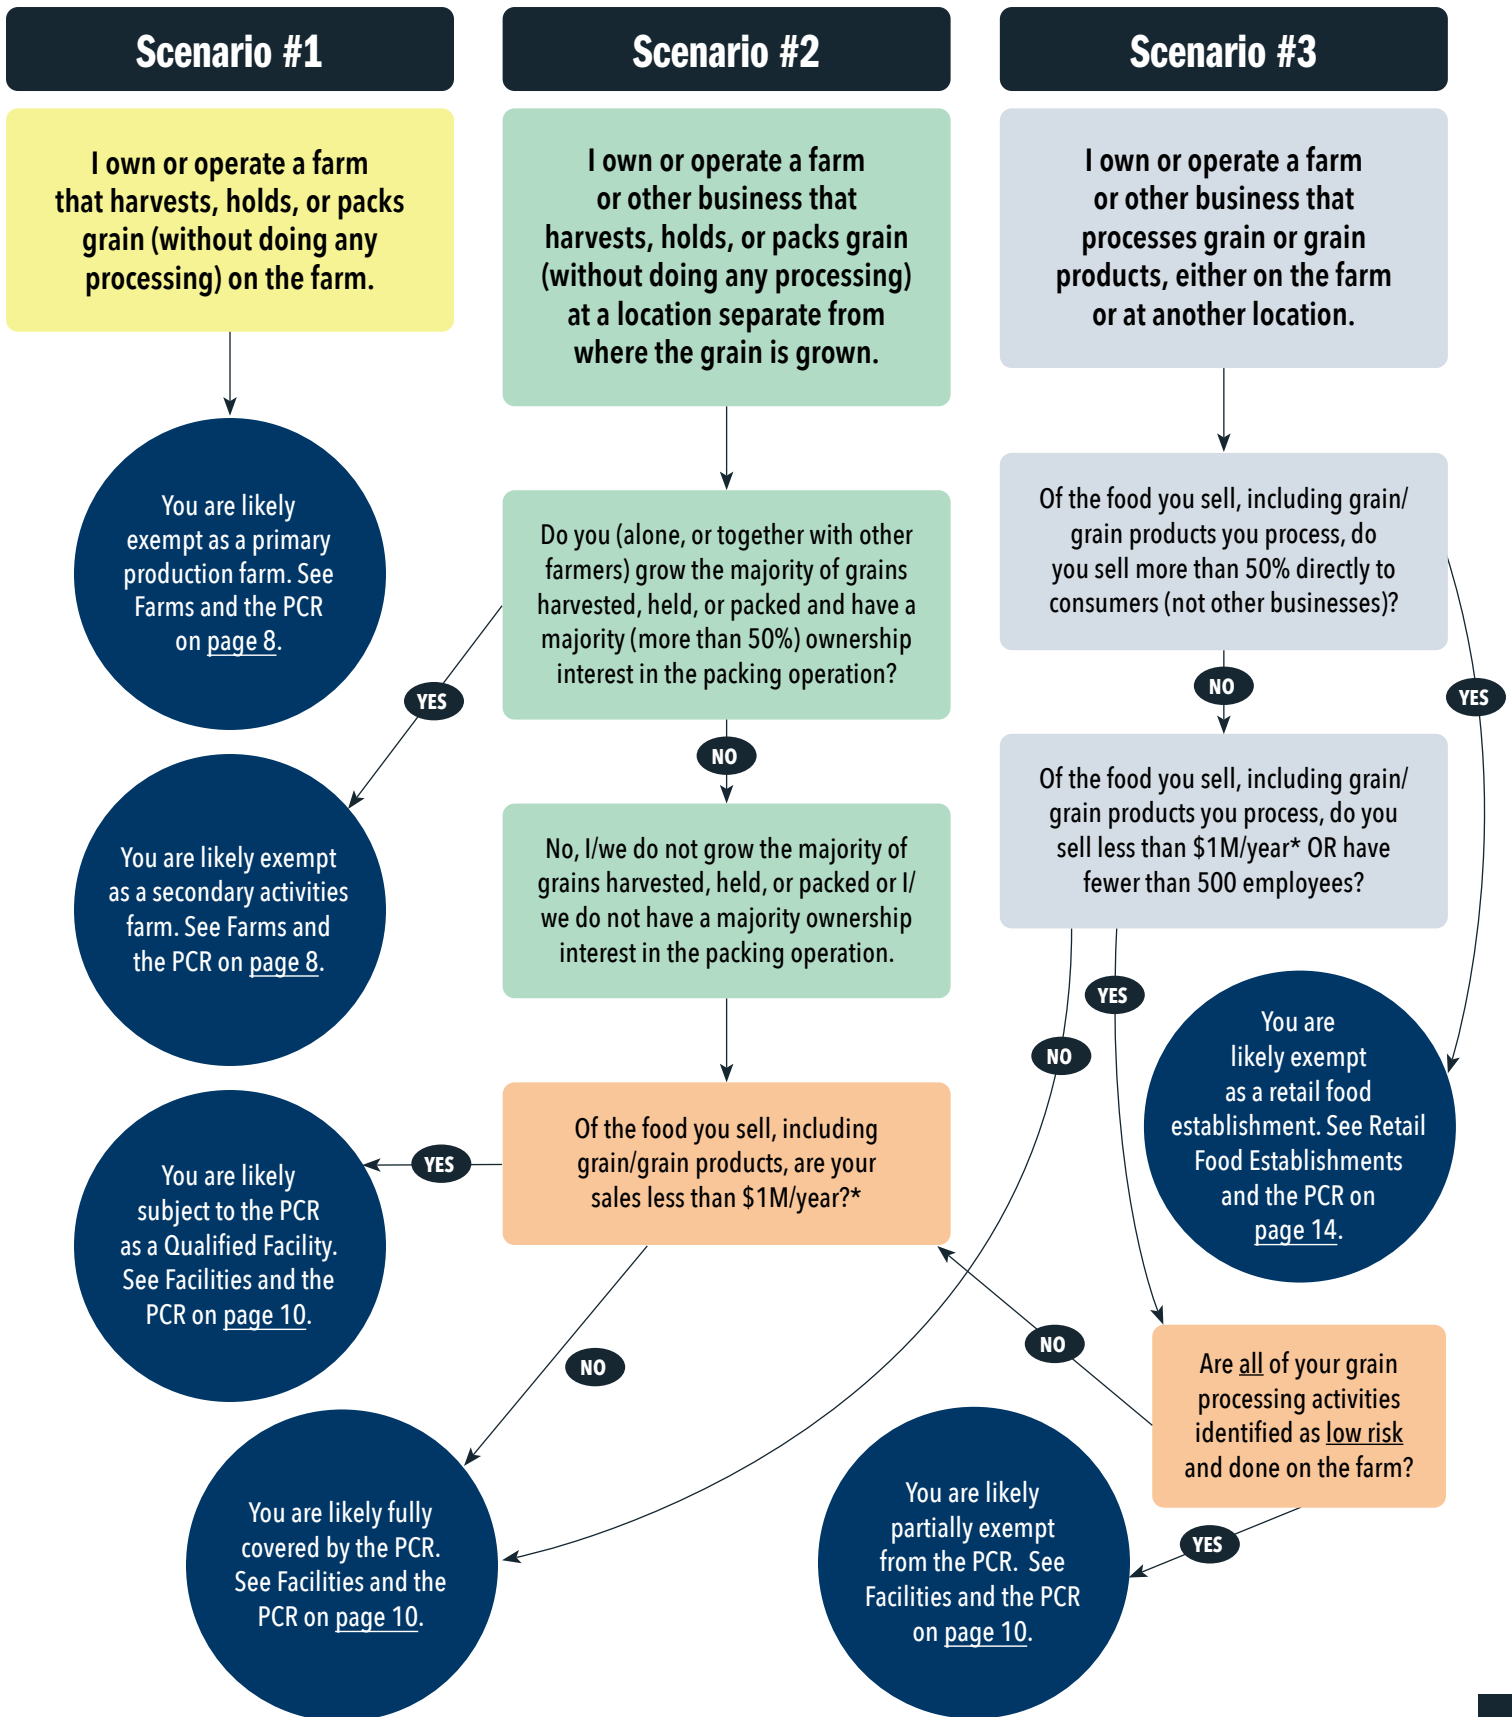 Scenario #1
I own or operate a farm
that harvests, holds, or packs
grain (without doing any
processing) on the farm.
You are likely
exempt as a primary
production farm. See
Farms and the PCR
on page 8.
Scenario #2
I own or operate a farm
or other business that
harvests, holds, or packs grain
(without doing any processing)
at a location separate from
where the grain is grown.
Do you (alone, or together with other
farmers) grow the majority of grains
harvested, held, or packed and have a
majority (more than 50%) ownership
interest in the packing operation?
YES
You are likely exempt
as a secondary activities
farm. See Farms and
the PCR on page 8.
NO
No, I/we do not grow the majority of
grains harvested, held, or packed or I/
we do not have a majority ownership
interest in the packing operation.
Of the food you sell, including
grain/grain products, are your
sales less than $1M/year?*
YES
You are likely
subject to the PCR
as a Qualified Facility.
See Facilities and the
PCR on page 10.
NO
You are likely fully
covered by the PCR.
See Facilities and the
PCR on page 10.
Scenario #3
I own or operate a farm
or other business that
processes grain or grain
products, either on the farm
or at another location.
Of the food you sell, including grain/
grain products you process, do
you sell more than 50% directly to
consumers (not other businesses)?
NO
YES
Of the food you sell, including grain/
grain products you process, do you
sell less than $1M/year* OR have
fewer than 500 employees?
YES
NO
You are
likely exempt
as a retail food
establishment. See Retail
Food Establishments
and the PCR on
page 14.
Are all of your grain
processing activities
identified as low risk
and done on the farm?
NO
YES
You are likely
partially exempt
from the PCR. See
Facilities and the PCR
on page 10.